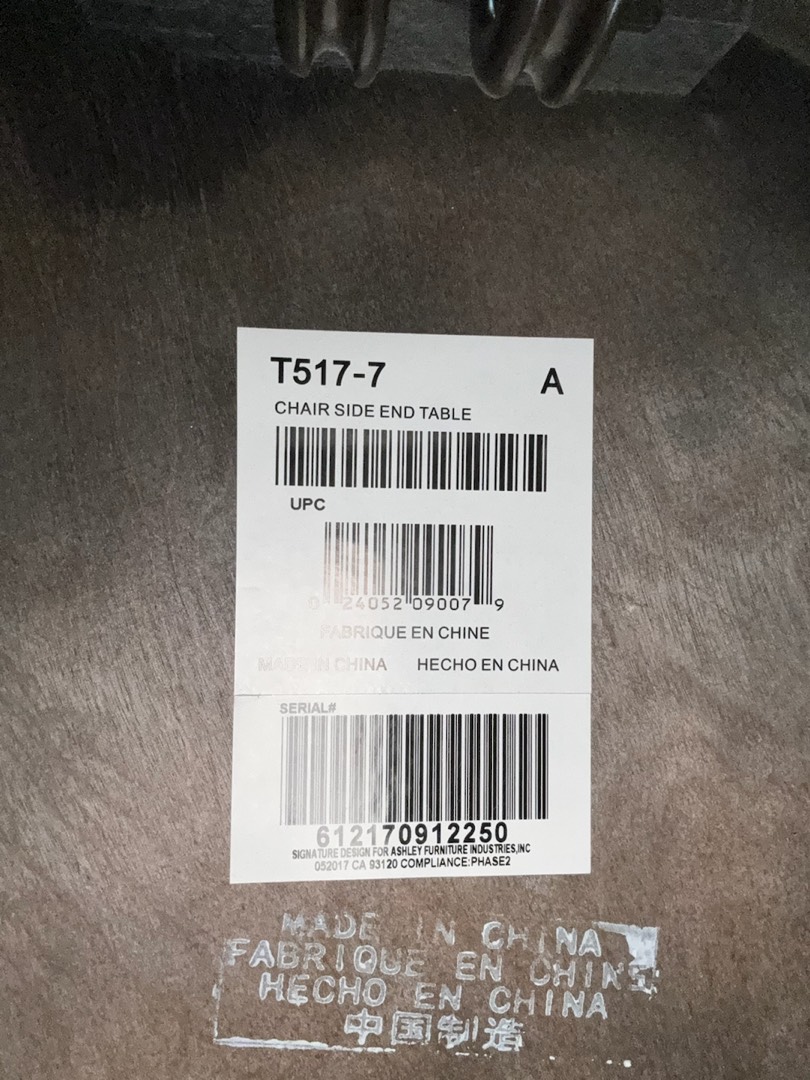 T517-7 A
CHAIR SIDE END TABLE
UPC
0 24052 09007 9
FABRIQUE EN CHINE
MADE IN CHINA HECHO EN CHINA
SERIAL#
612170912250
SIGNATURE DESIGN FOR ASHLEY FURNITURE INDUSTRIES,INC
052017 CA 93120 COMPLIANCE:PHASE2
MADE IN CHINA
FABRIQUE EN CHINE
HECHO EN CHINA
中国制造